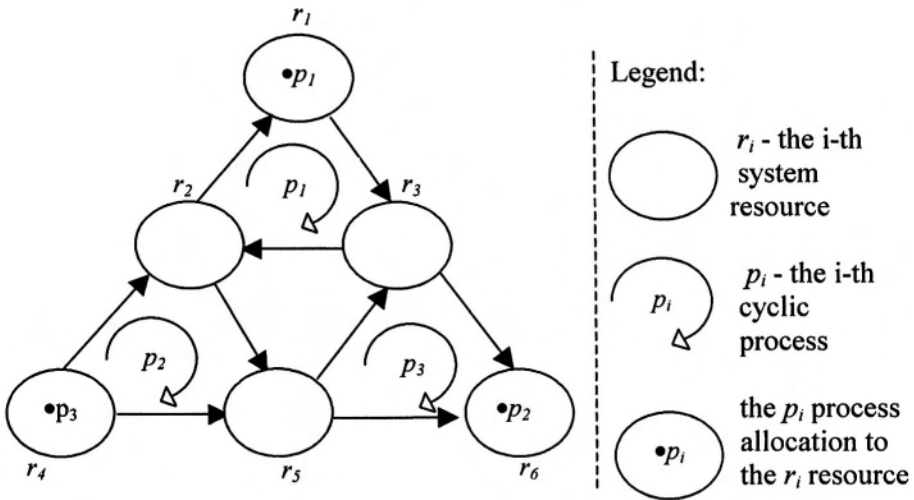 r1
•p1
Legend:
p1
r2
r3
ri - the i-th
system
resource
pi
pi - the i-th
cyclic
process
p2
p3
•p3
•p2
r4
r5
r6
•pi
the pi process
allocation to
the ri resource